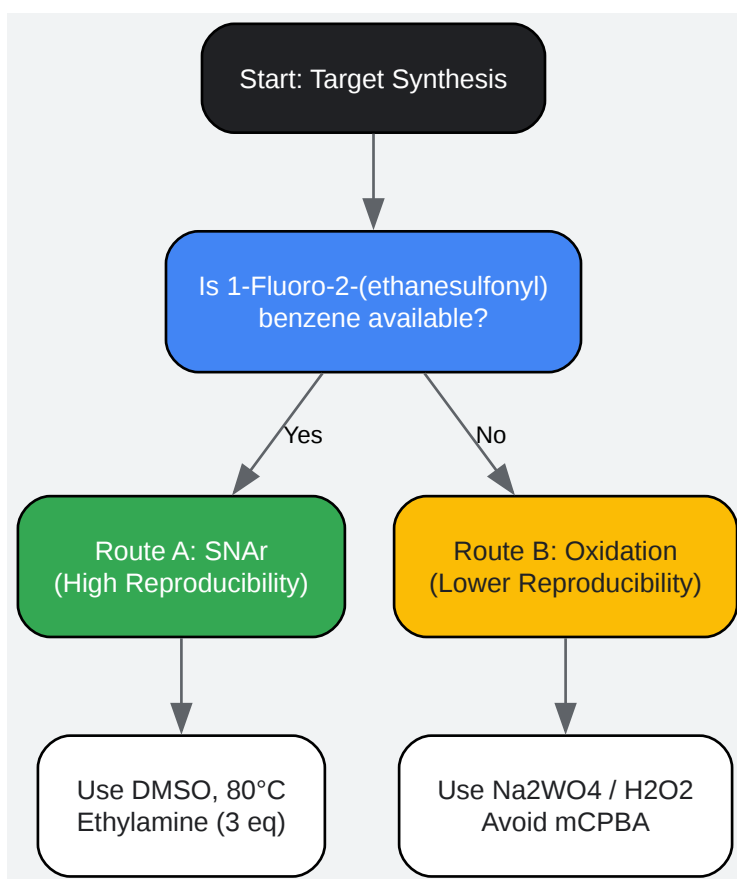 Start: Target Synthesis
Is 1-Fluoro-2-(ethanesulfonyl)
benzene available?
Yes
No
Route A: SNAr
(High Reproducibility)
Route B: Oxidation
(Lower Reproducibility)
Use DMSO, 80°C
Ethylamine (3 eq)
Use Na2WO4 / H2O2
Avoid mCPBA